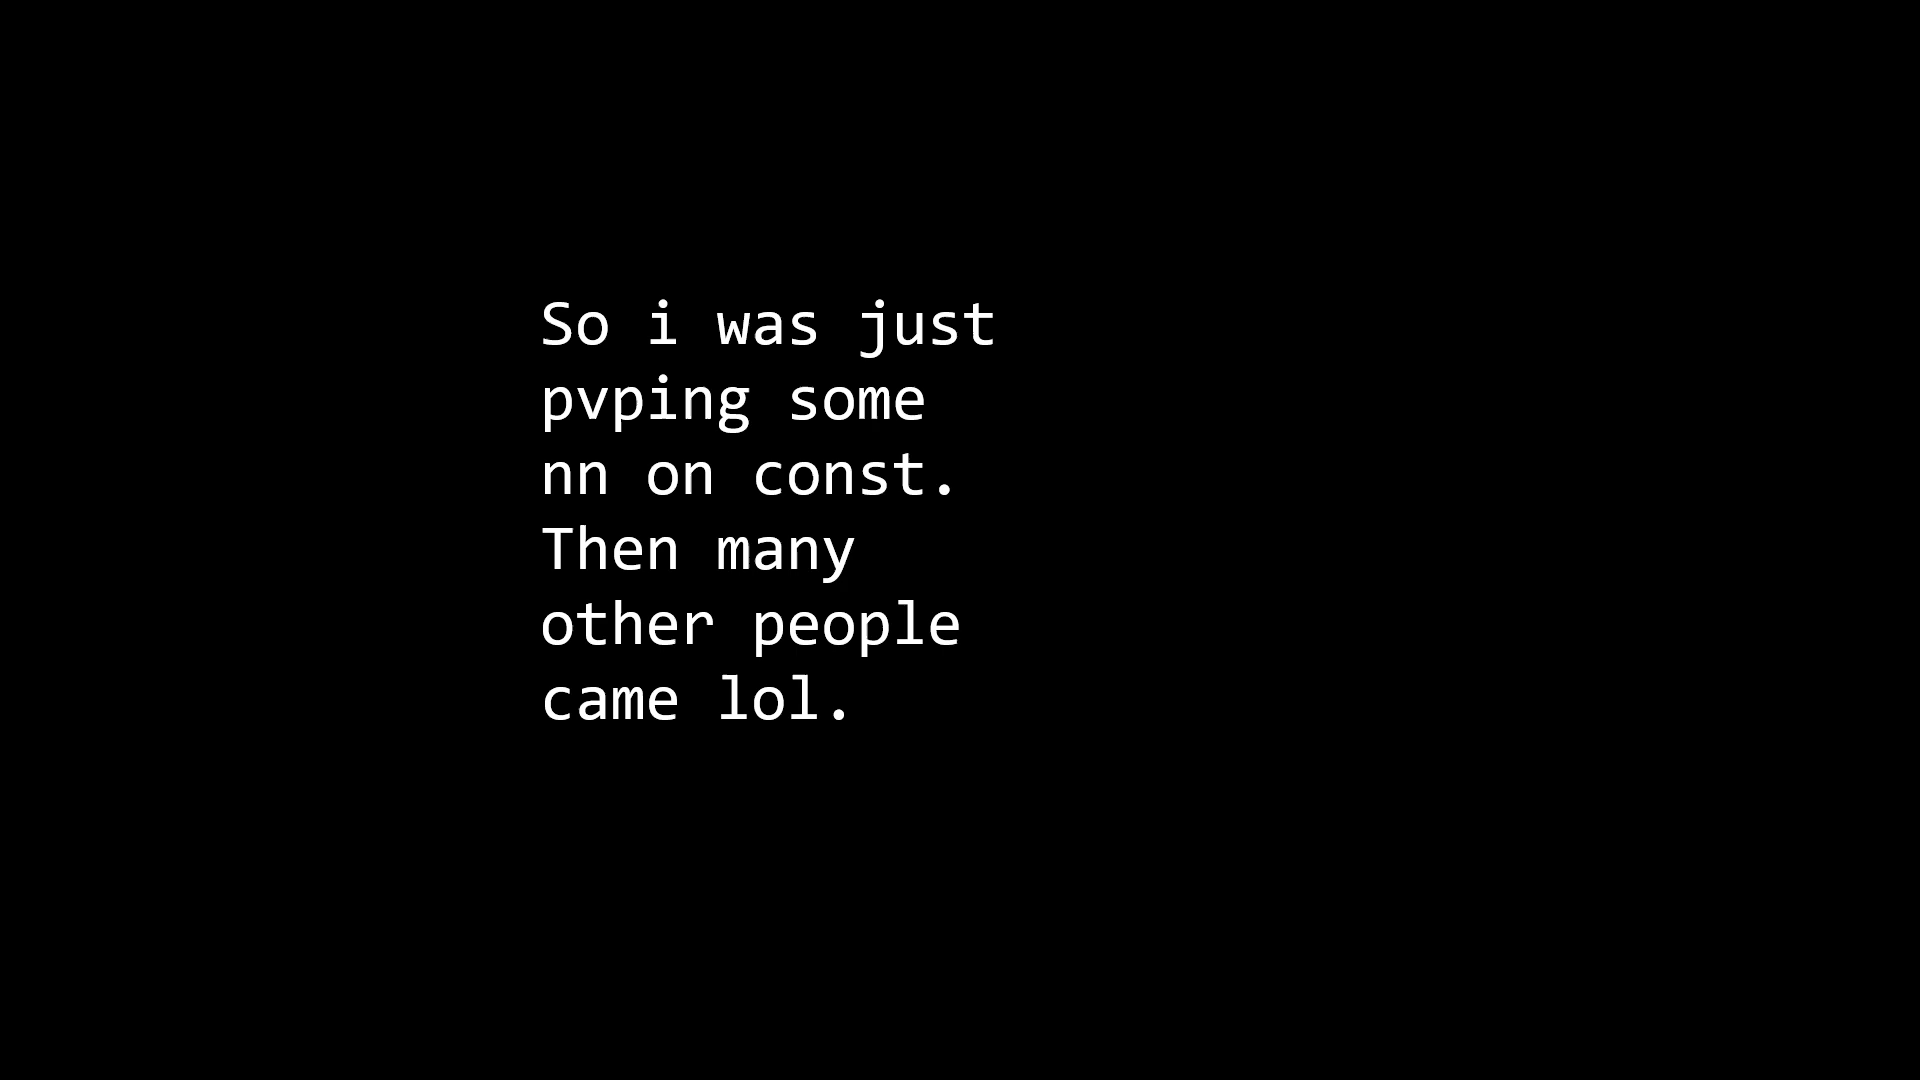 So i was just
pvping some
nn on const.
Then many
other people
came lol.